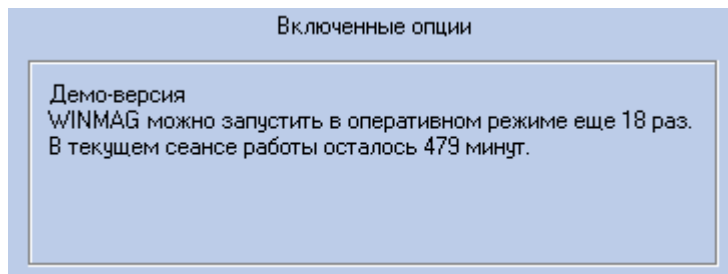 Включенные опции
Демо-версия
WINMAG можно запустить в оперативном режиме еще 18 раз.
В текущем сеансе работы осталось 479 минут.